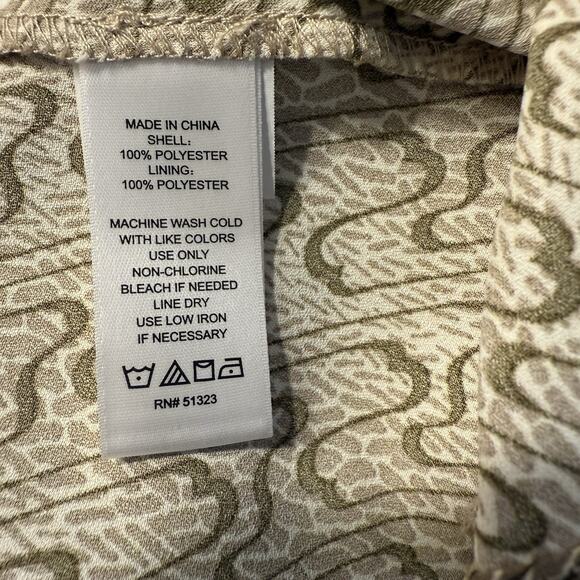 MADE IN CHINA
SHELL:
100% POLYESTER
LINING:
100% POLYESTER
MACHINE WASH COLD
WITH LIKE COLORS
USE ONLY
NON-CHLORINE
BLEACH IF NEEDED
LINE DRY
USE LOW IRON
IF NECESSARY
RN# 51323